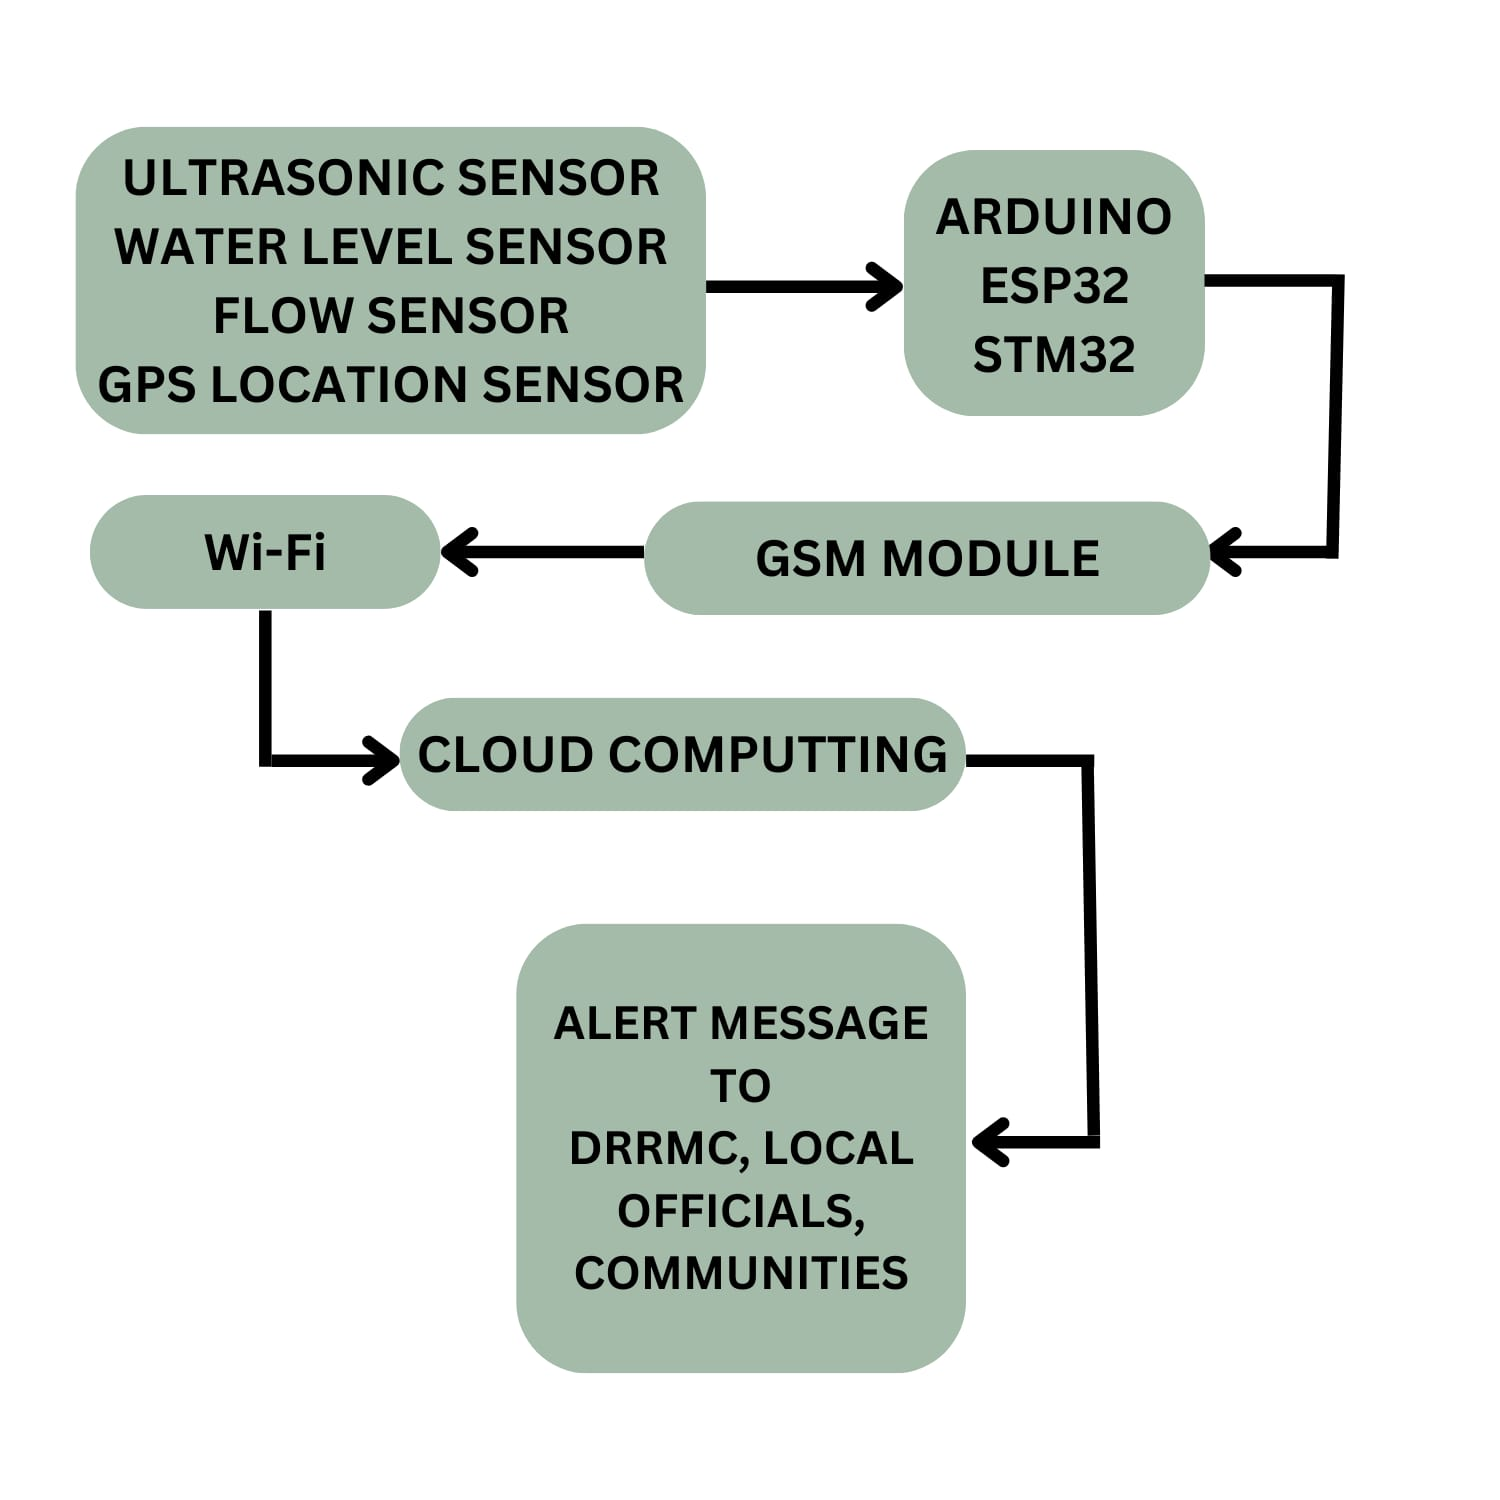 ULTRASONIC SENSOR
WATER LEVEL SENSOR
FLOW SENSOR
GPS LOCATION SENSOR
ARDUINO
ESP32
STM32
GSM MODULE
Wi-Fi
CLOUD COMPUTTING
ALERT MESSAGE
TO
DRRMC, LOCAL
OFFICIALS,
COMMUNITIES